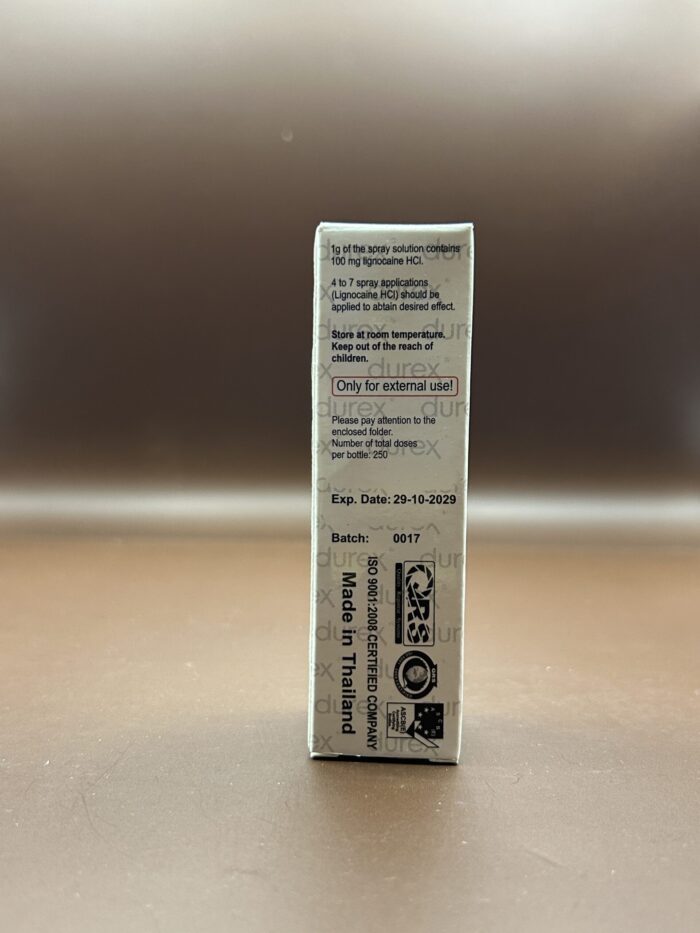 1g of the spray solution contains
100 mg lignocaine HCl.
4 to 7 spray applications
(Lignocaine HCl) should be
applied to abtain desired effect.
Store at room temperature.
Keep out of the reach of
children.
durex
Only for external use!
durex
Please pay attention to the
enclosed folder.
Number of total doses
per bottle: 250
Exp. Date: 29-10-2029
Batch: 0017
ISO 9001:2008 CERTIFIED COMPANY
Made in Thailand
QRS
ASCB(E)